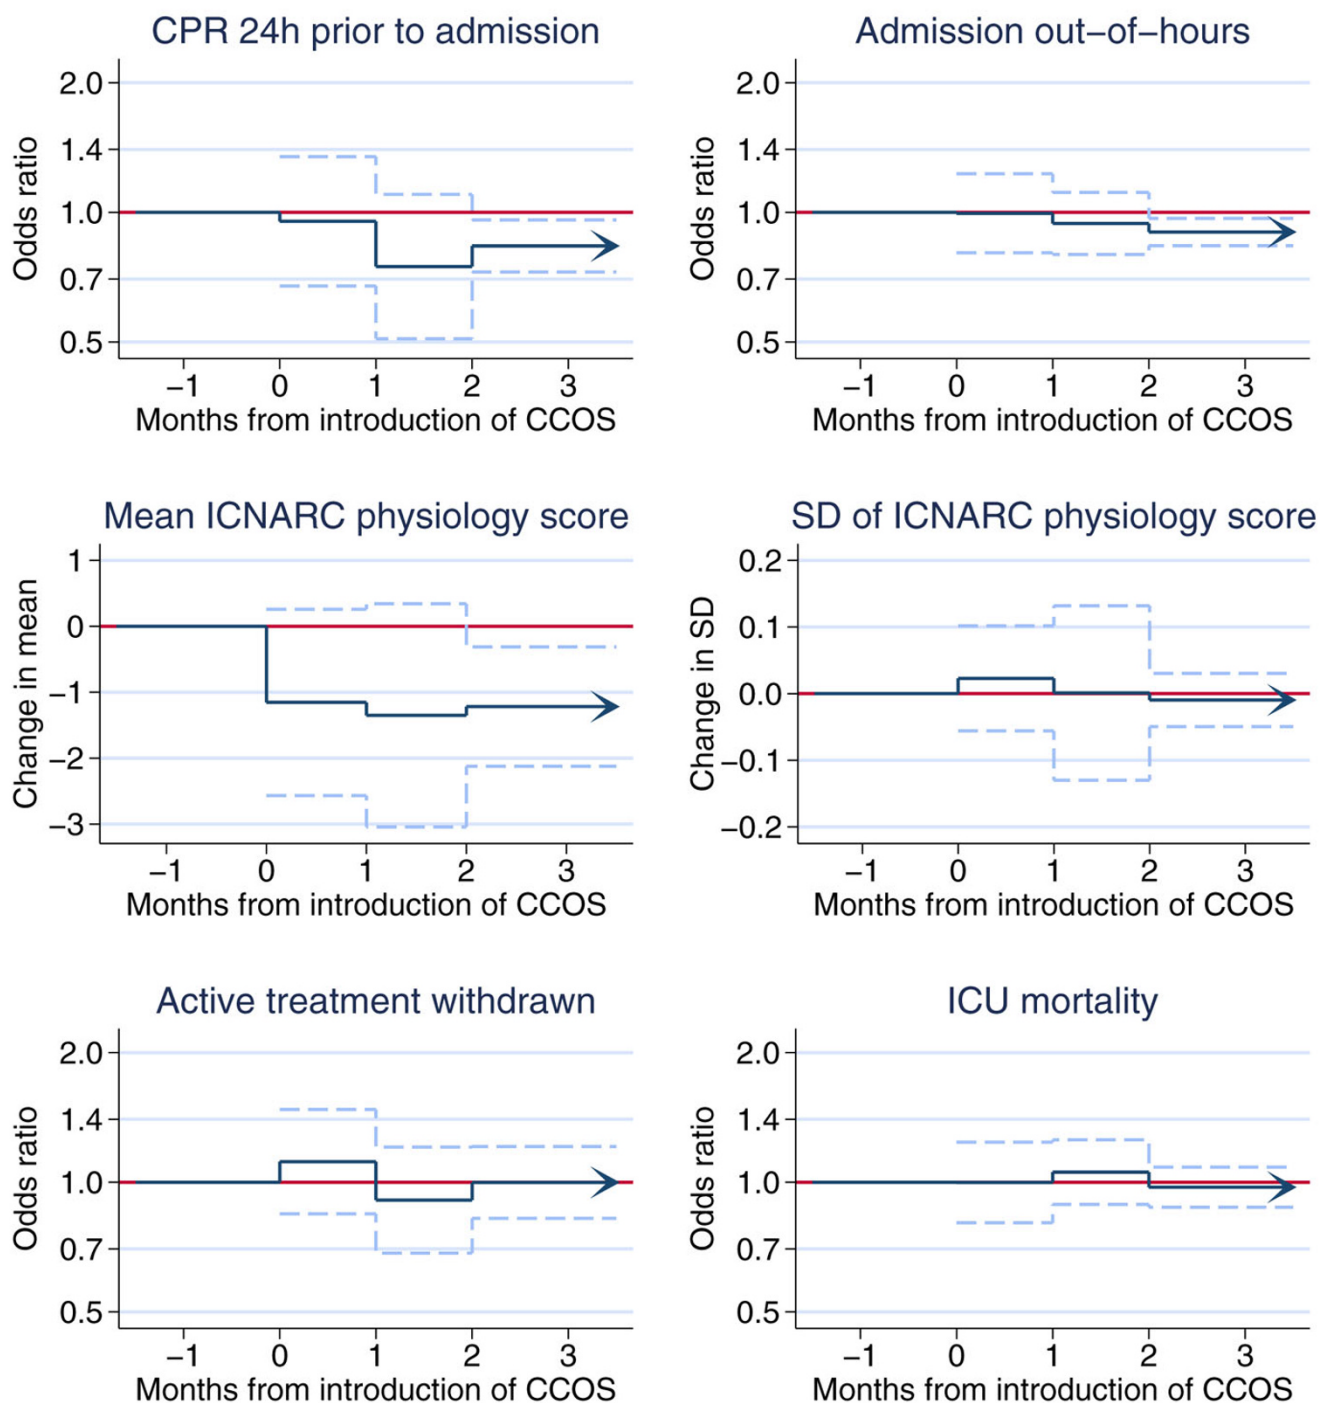 CPR 24h prior to admission
Odds ratio
2.0
1.4
1.0
0.7
0.5
−1 0 1 2 3
Months from introduction of CCOS
Admission out−of−hours
Odds ratio
2.0
1.4
1.0
0.7
0.5
−1 0 1 2 3
Months from introduction of CCOS
Mean ICNARC physiology score
Change in mean
1
0
−1
−2
−3
−1 0 1 2 3
Months from introduction of CCOS
SD of ICNARC physiology score
Change in SD
0.2
0.1
0.0
−0.1
−0.2
−1 0 1 2 3
Months from introduction of CCOS
Active treatment withdrawn
Odds ratio
2.0
1.4
1.0
0.7
0.5
−1 0 1 2 3
Months from introduction of CCOS
ICU mortality
Odds ratio
2.0
1.4
1.0
0.7
0.5
−1 0 1 2 3
Months from introduction of CCOS